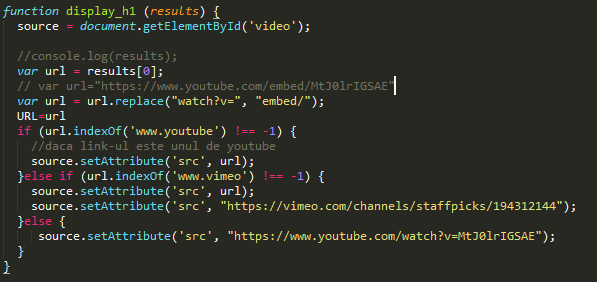 function display_h1 (results) {
source = document.getElementById('video');
//console.log(results);
var url = results[0];
// var url="https://www.youtube.com/embed/MtJ0lrIGSAE"
var url = url.replace("watch?v=", "embed/");
URL=url
if (url.indexOf('www.youtube') !== -1) {
//daca link-ul este unul de youtube
source.setAttribute('src', url);
}else if (url.indexOf('www.vimeo') !== -1) {
source.setAttribute('src', url);
source.setAttribute('src', "https://vimeo.com/channels/staffpicks/194312144");
}else {
source.setAttribute('src', "https://www.youtube.com/watch?v=MtJ0lrIGSAE");
}
}